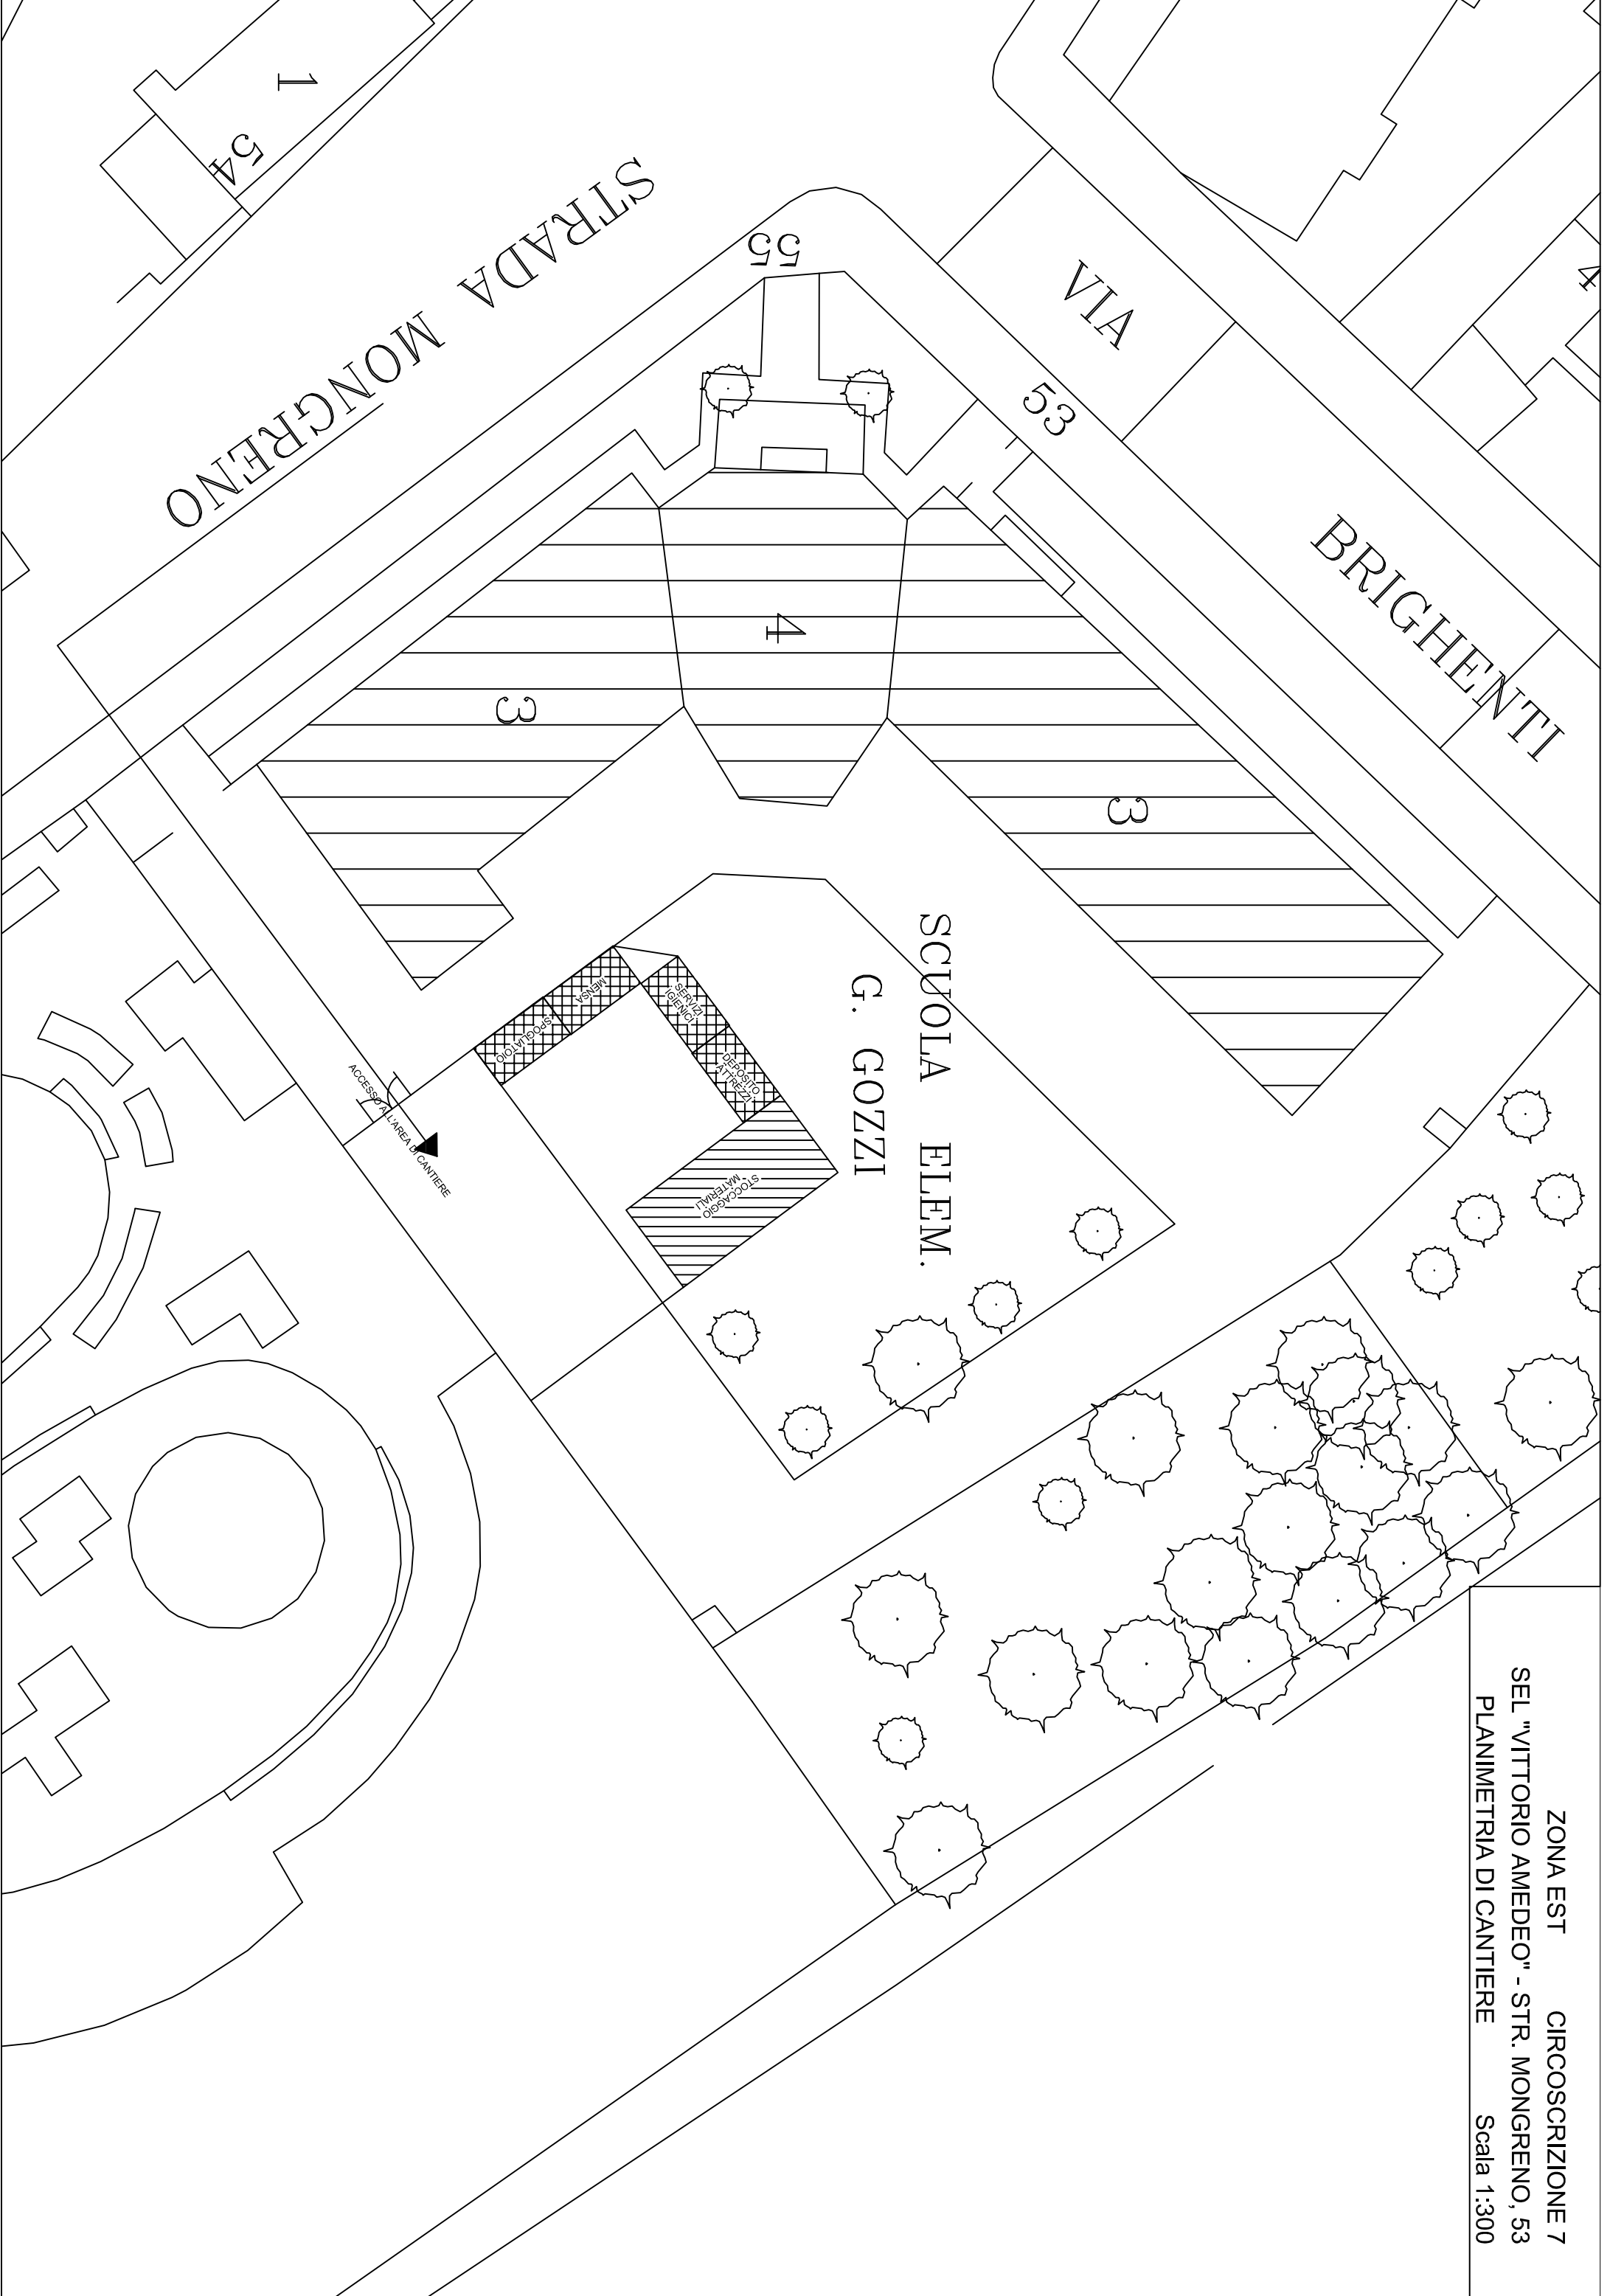 1
54
STRADA MONGRENO
55
VIA BRIGHENTI
53
4
4
3
3
SCUOLA ELEM.
G. GOZZI
MENSA
SPOGLIATOIO
SERVIZI
IGIENICI
DEPOSITO
ATTREZZI
STOCCAGGIO
MATERIALI
ACCESSO ALL'AREA DI CANTIERE
ZONA EST CIRCOSCRIZIONE 7
SEL "VITTORIO AMEDEO" - STR. MONGRENO, 53
PLANIMETRIA DI CANTIERE Scala 1:300